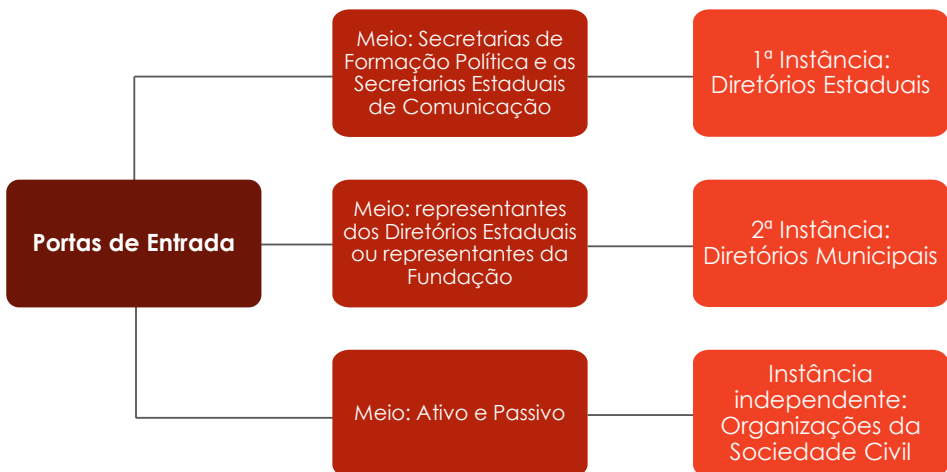 Meio: Secretarias de
Formação Política e as
Secretarias Estaduais
de Comunicação
1ª Instância:
Diretórios Estaduais
Portas de Entrada
Meio: representantes
dos Diretórios Estaduais
ou representantes da
Fundação
2ª Instância:
Diretórios Municipais
Meio: Ativo e Passivo
Instância
independente:
Organizações da
Sociedade Civil